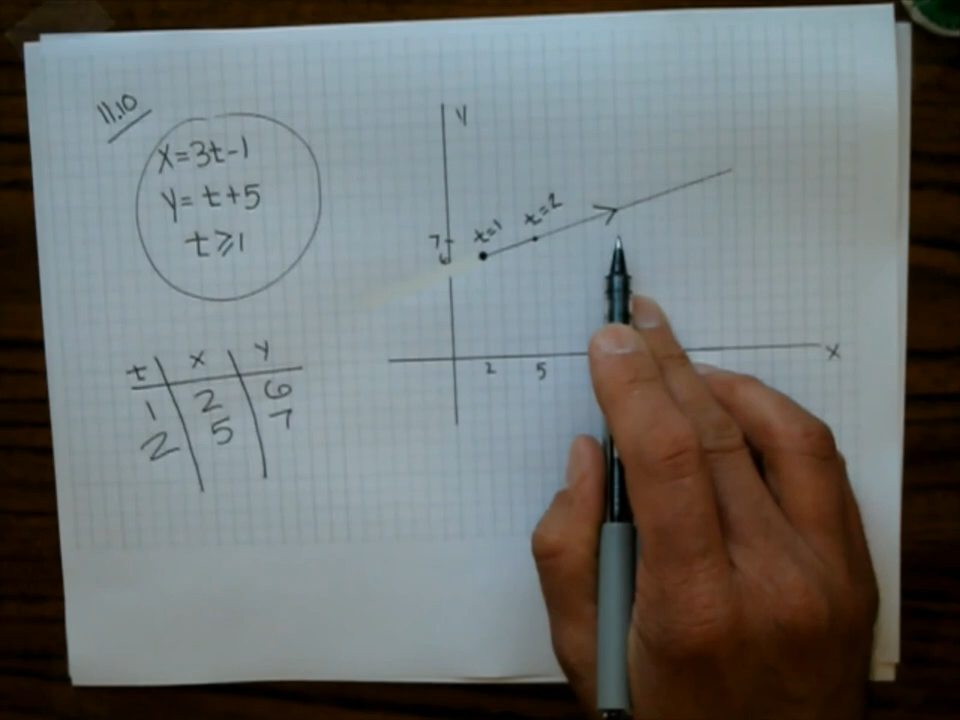 11.10
x=3t-1
y=t+5
t≥1
t x y
1 2 6
2 5 7
y
7
6
t=1
t=2
x
2 5